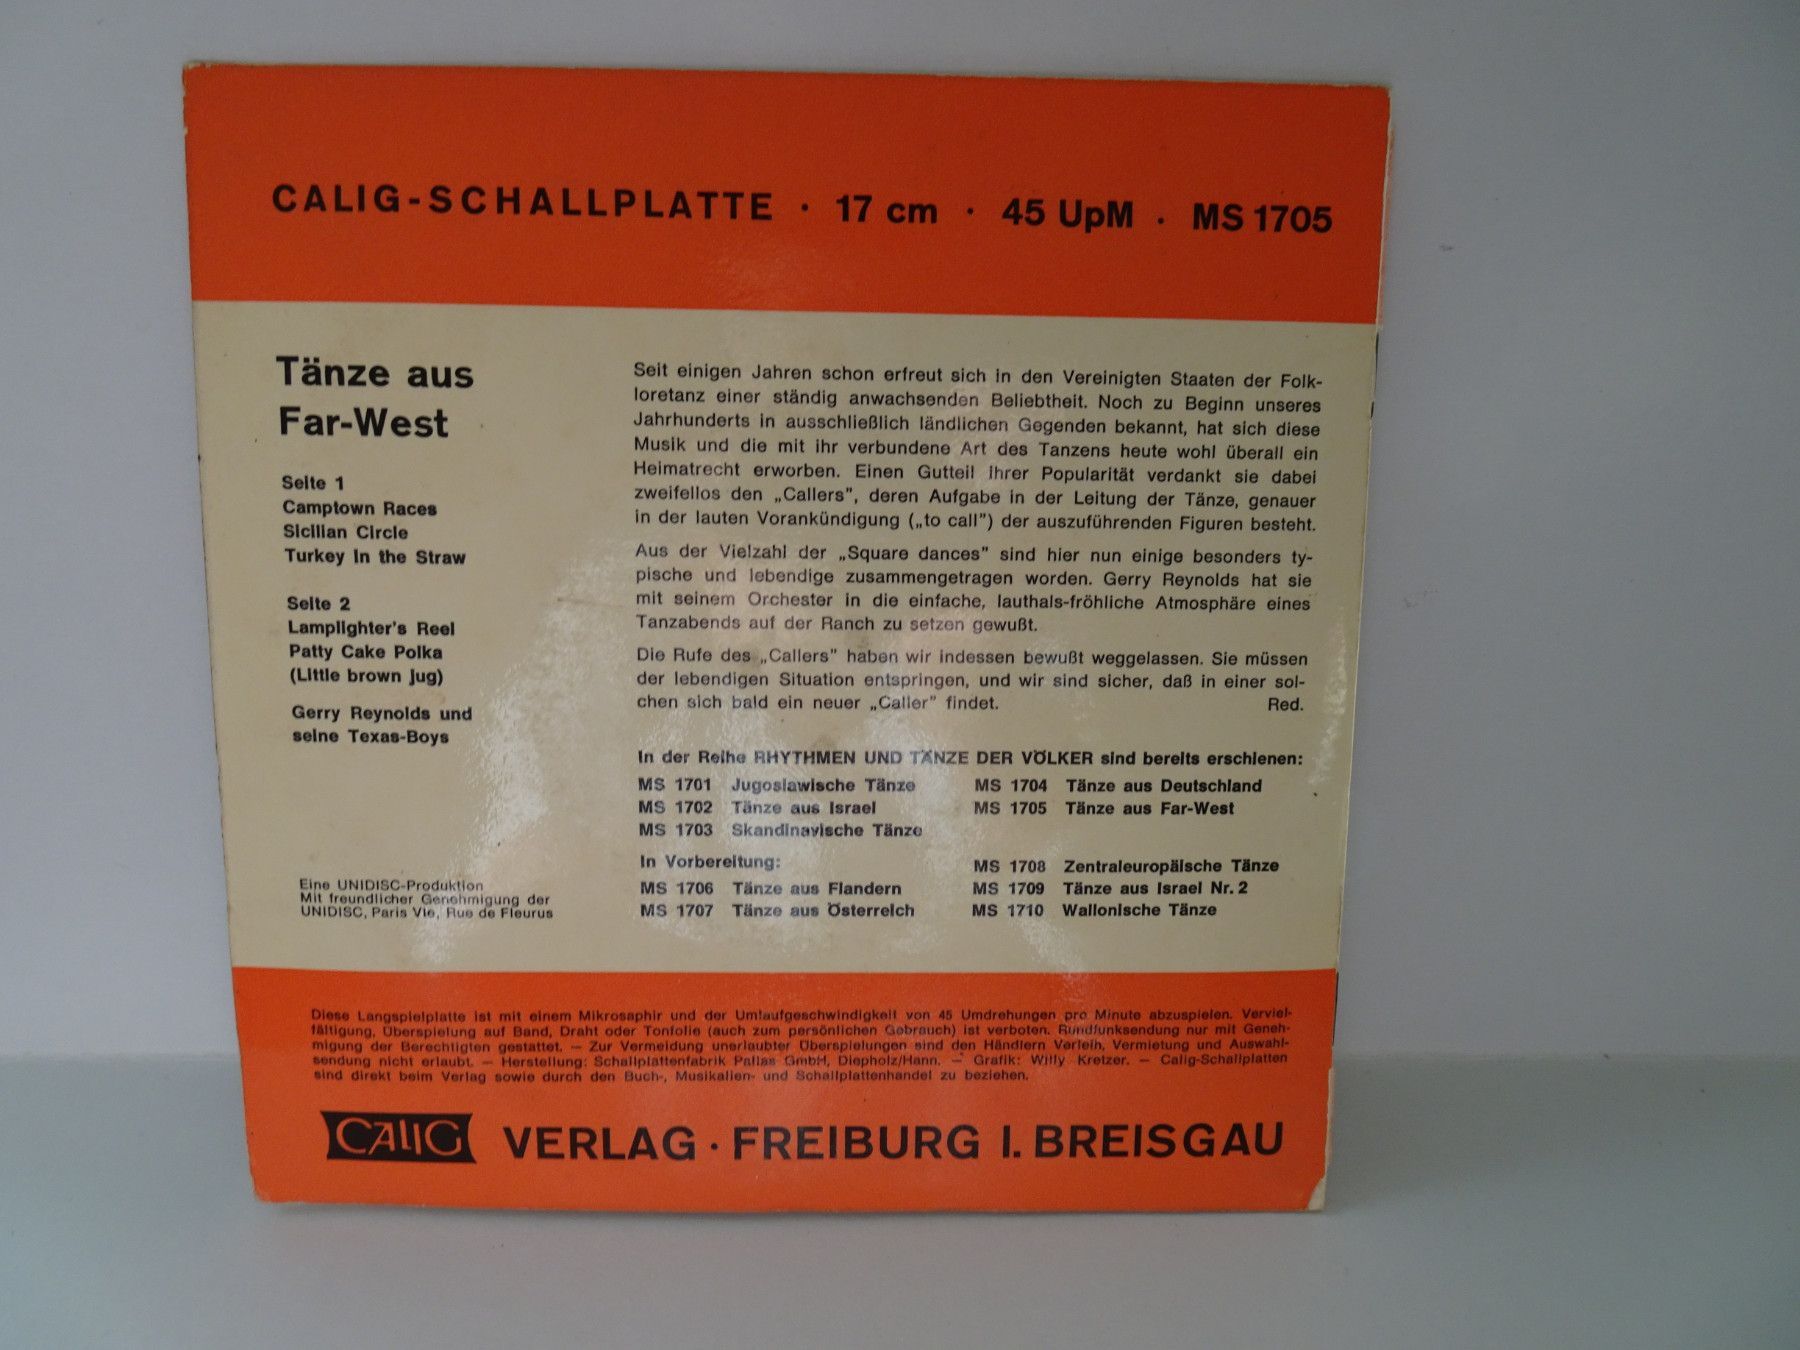 CALIG-SCHALLPLATTE · 17 cm · 45 UpM · MS 1705
Tänze aus
Far-West
Seite 1
Camptown Races
Sicilian Circle
Turkey in the Straw
Seite 2
Lamplighter's Reel
Patty Cake Polka
(Little brown jug)
Gerry Reynolds und
seine Texas-Boys
Eine UNIDISC-Produktion
Mit freundlicher Genehmigung der
UNIDISC, Paris VIe, Rue de Fleurus
Seit einigen Jahren schon erfreut sich in den Vereinigten Staaten der Folk-
loretanz einer ständig anwachsenden Beliebtheit. Noch zu Beginn unseres
Jahrhunderts in ausschließlich ländlichen Gegenden bekannt, hat sich diese
Musik und die mit ihr verbundene Art des Tanzens heute wohl überall ein
Heimatrecht erworben. Einen Gutteil ihrer Popularität verdankt sie dabei
zweifellos den „Callers", deren Aufgabe in der Leitung der Tänze, genauer
in der lauten Vorankündigung („to call") der auszuführenden Figuren besteht.
Aus der Vielzahl der „Square dances" sind hier nun einige besonders ty-
pische und lebendige zusammengetragen worden. Gerry Reynolds hat sie
mit seinem Orchester in die einfache, lauthals-fröhliche Atmosphäre eines
Tanzabends auf der Ranch zu setzen gewußt.
Die Rufe des „Callers" haben wir indessen bewußt weggelassen. Sie müssen
der lebendigen Situation entspringen, und wir sind sicher, daß in einer sol-
chen sich bald ein neuer „Caller" findet. Red.
In der Reihe RHYTHMEN UND TÄNZE DER VÖLKER sind bereits erschienen:
MS 1701 Jugoslawische Tänze MS 1704 Tänze aus Deutschland
MS 1702 Tänze aus Israel MS 1705 Tänze aus Far-West
MS 1703 Skandinavische Tänze
In Vorbereitung: MS 1708 Zentraleuropäische Tänze
MS 1706 Tänze aus Flandern MS 1709 Tänze aus Israel Nr. 2
MS 1707 Tänze aus Österreich MS 1710 Wallonische Tänze
Diese Langspielplatte ist mit einem Mikrosaphir und der Umlaufgeschwindigkeit von 45 Umdrehungen pro Minute abzuspielen. Verviel-
fältigung, Überspielung auf Band, Draht oder Tonfolie (auch zum persönlichen Gebrauch) ist verboten. Rundfunksendung nur mit Geneh-
migung der Berechtigten gestattet. — Zur Vermeidung unerlaubter Überspielungen sind den Händlern Verleih, Vermietung und Auswahl-
sendung nicht erlaubt. — Herstellung: Schallplattenfabrik Pallas GmbH, Diepholz/Hann. — Grafik: Willy Kretzer. — Calig-Schallplatten
sind direkt beim Verlag sowie durch den Buch-, Musikalien- und Schallplattenhandel zu beziehen.
CALIG VERLAG · FREIBURG I. BREISGAU